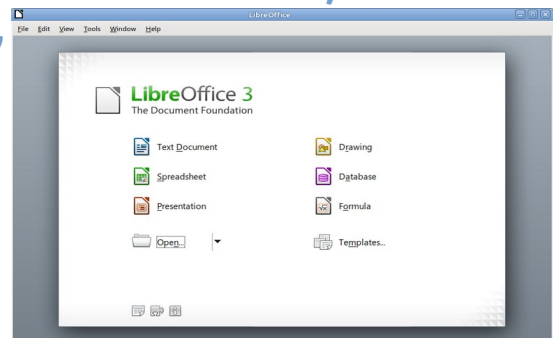 LibreOffice
File Edit View Tools Window Help
LibreOffice 3
The Document Foundation
Text Document
Drawing
Spreadsheet
Database
Presentation
Formula
Open...
Templates...